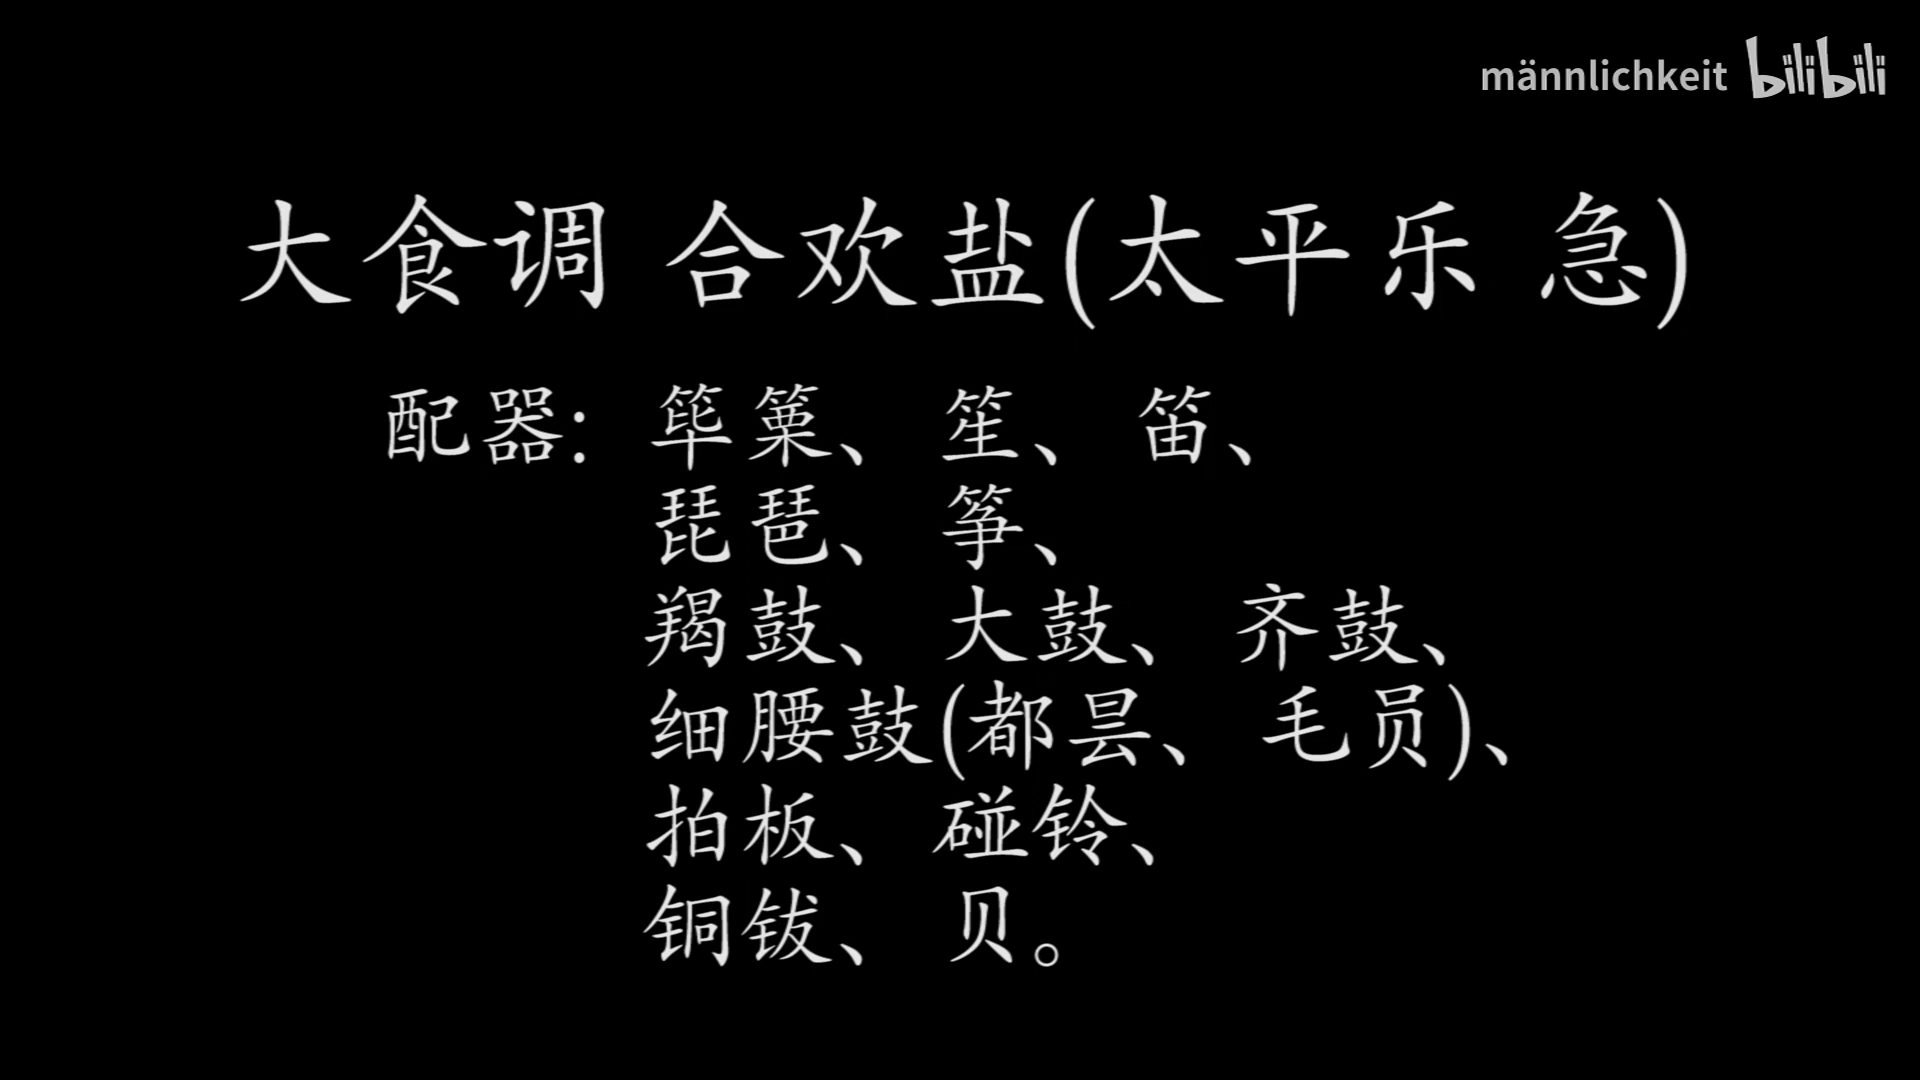 männlichkeit bilibili
大食调 合欢盐(太平乐 急)
配器: 筚篥、笙、笛、
琵琶、筝、
羯鼓、大鼓、齐鼓、
细腰鼓(都昙、毛员)、
拍板、碰铃、
铜钹、贝。